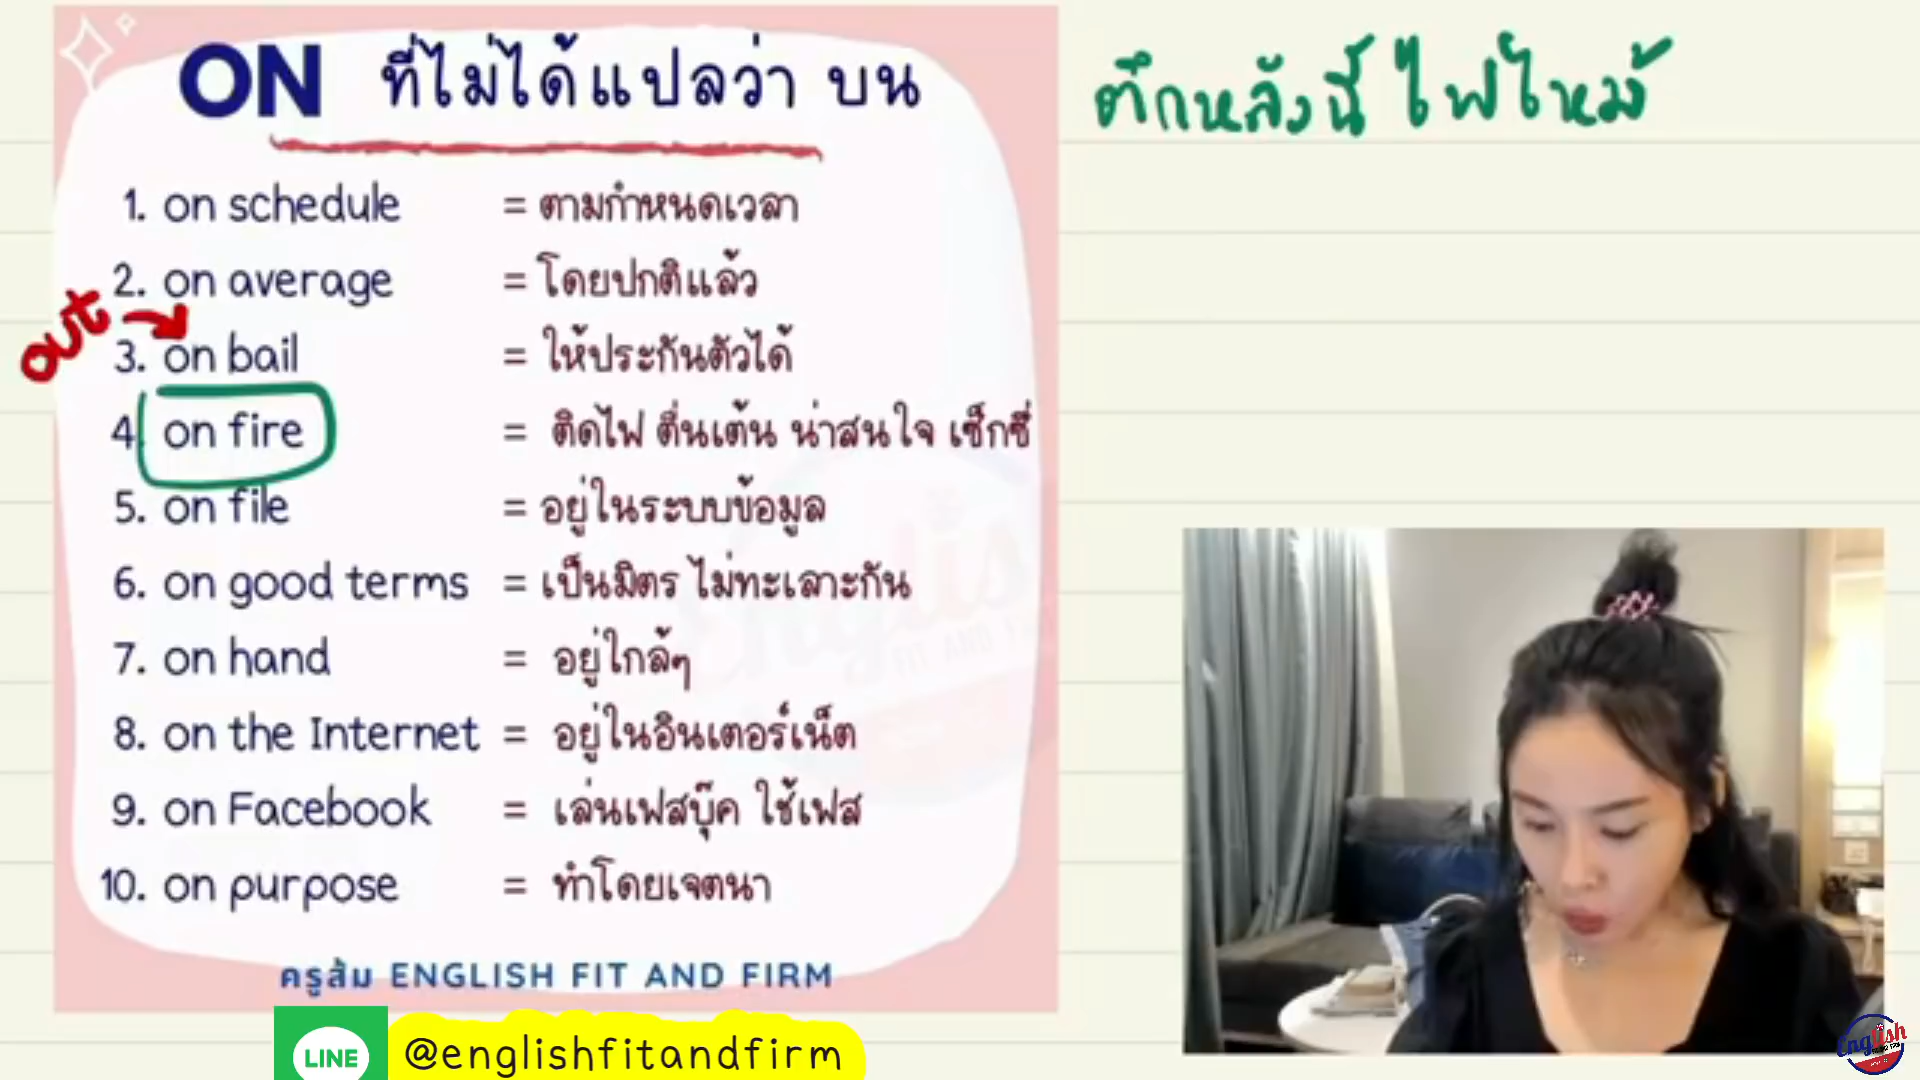 ON ที่ไม่ได้แปลว่า บน
1. on schedule = ตามกำหนดเวลา
2. on average = โดยปกติแล้ว
out
3. on bail = ให้ประกันตัวได้
4. on fire = ติดไฟ ตื่นเต้น น่าสนใจ เซ็กซี่
5. on file = อยู่ในระบบข้อมูล
6. on good terms = เป็นมิตร ไม่ทะเลาะกัน
7. on hand = อยู่ใกล้ๆ
8. on the Internet = อยู่ในอินเตอร์เน็ต
9. on Facebook = เล่นเฟสบุ๊ค ใช้เฟส
10. on purpose = ทำโดยเจตนา
ครูส้ม ENGLISH FIT AND FIRM
LINE @englishfitandfirm
ตึกหลังนี้ ไฟไหม้
English